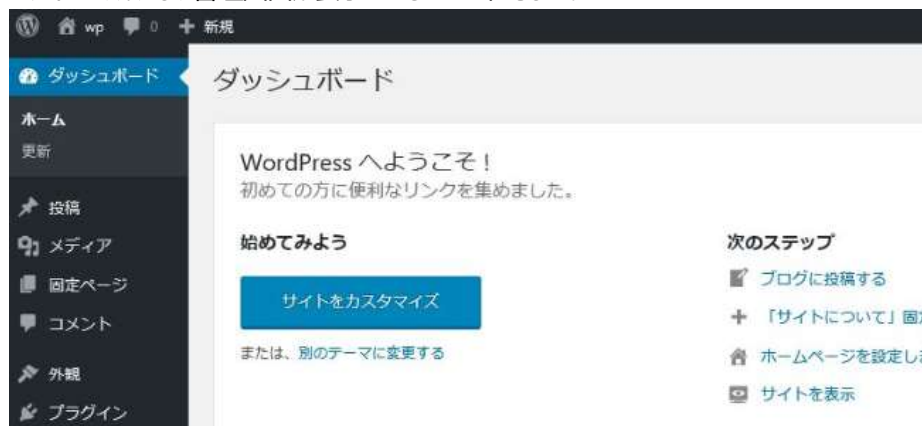 wp 0 新規
ダッシュボード
ホーム
更新
投稿
メディア
固定ページ
コメント
外観
プラグイン
ダッシュボード
WordPress へようこそ！
初めての方に便利なリンクを集めました。
始めてみよう
サイトをカスタマイズ
または、別のテーマに変更する
次のステップ
ブログに投稿する
「サイトについて」固
ホームページを設定し
サイトを表示